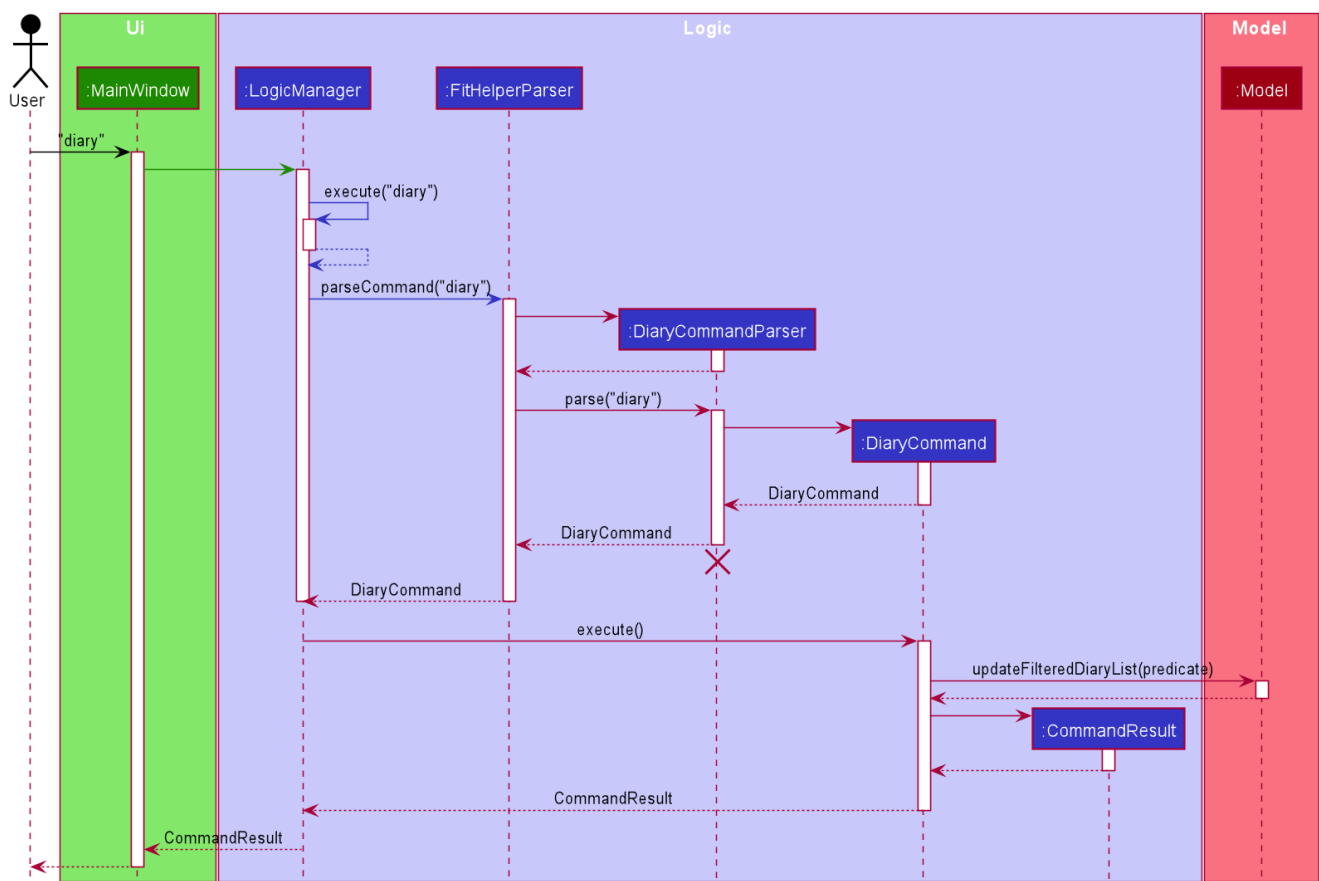 Ui
Logic
Model
User
:MainWindow
:LogicManager
:FitHelperParser
:Model
"diary"
execute("diary")
parseCommand("diary")
:DiaryCommandParser
parse("diary")
:DiaryCommand
DiaryCommand
DiaryCommand
DiaryCommand
execute()
updateFilteredDiaryList(predicate)
:CommandResult
CommandResult
CommandResult